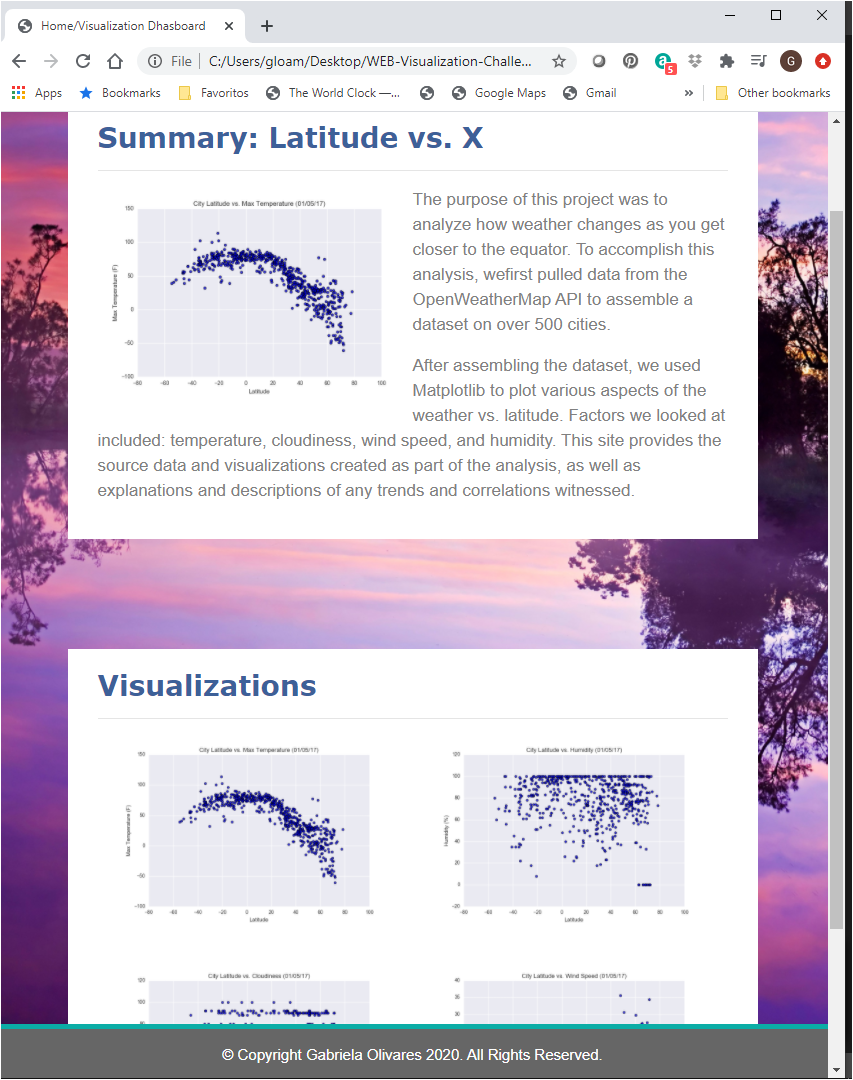 Home/Visualization Dhasboard
File
C:/Users/gloam/Desktop/WEB-Visualization-Challe...
5
G
Apps
Bookmarks
Favoritos
The World Clock —...
Google Maps
Gmail
»
Other bookmarks
Summary: Latitude vs. X
City Latitude vs. Max Temperature (01/05/17)
150
100
50
0
−50
−100
Max Temperature (F)
−80 −60 −40 −20 0 20 40 60 80 100
Latitude
The purpose of this project was to
analyze how weather changes as you get
closer to the equator. To accomplish this
analysis, wefirst pulled data from the
OpenWeatherMap API to assemble a
dataset on over 500 cities.
After assembling the dataset, we used
Matplotlib to plot various aspects of the
weather vs. latitude. Factors we looked at
included: temperature, cloudiness, wind speed, and humidity. This site provides the
source data and visualizations created as part of the analysis, as well as
explanations and descriptions of any trends and correlations witnessed.
Visualizations
City Latitude vs. Max Temperature (01/05/17)
150
100
50
0
−50
−100
Max Temperature (F)
−80 −60 −40 −20 0 20 40 60 80 100
Latitude
City Latitude vs. Humidity (01/05/17)
120
100
80
60
40
20
0
−20
Humidity (%)
−80 −60 −40 −20 0 20 40 60 80 100
Latitude
City Latitude vs. Cloudiness (01/05/17)
120
100
80
City Latitude vs. Wind Speed (01/05/17)
40
35
30
© Copyright Gabriela Olivares 2020. All Rights Reserved.